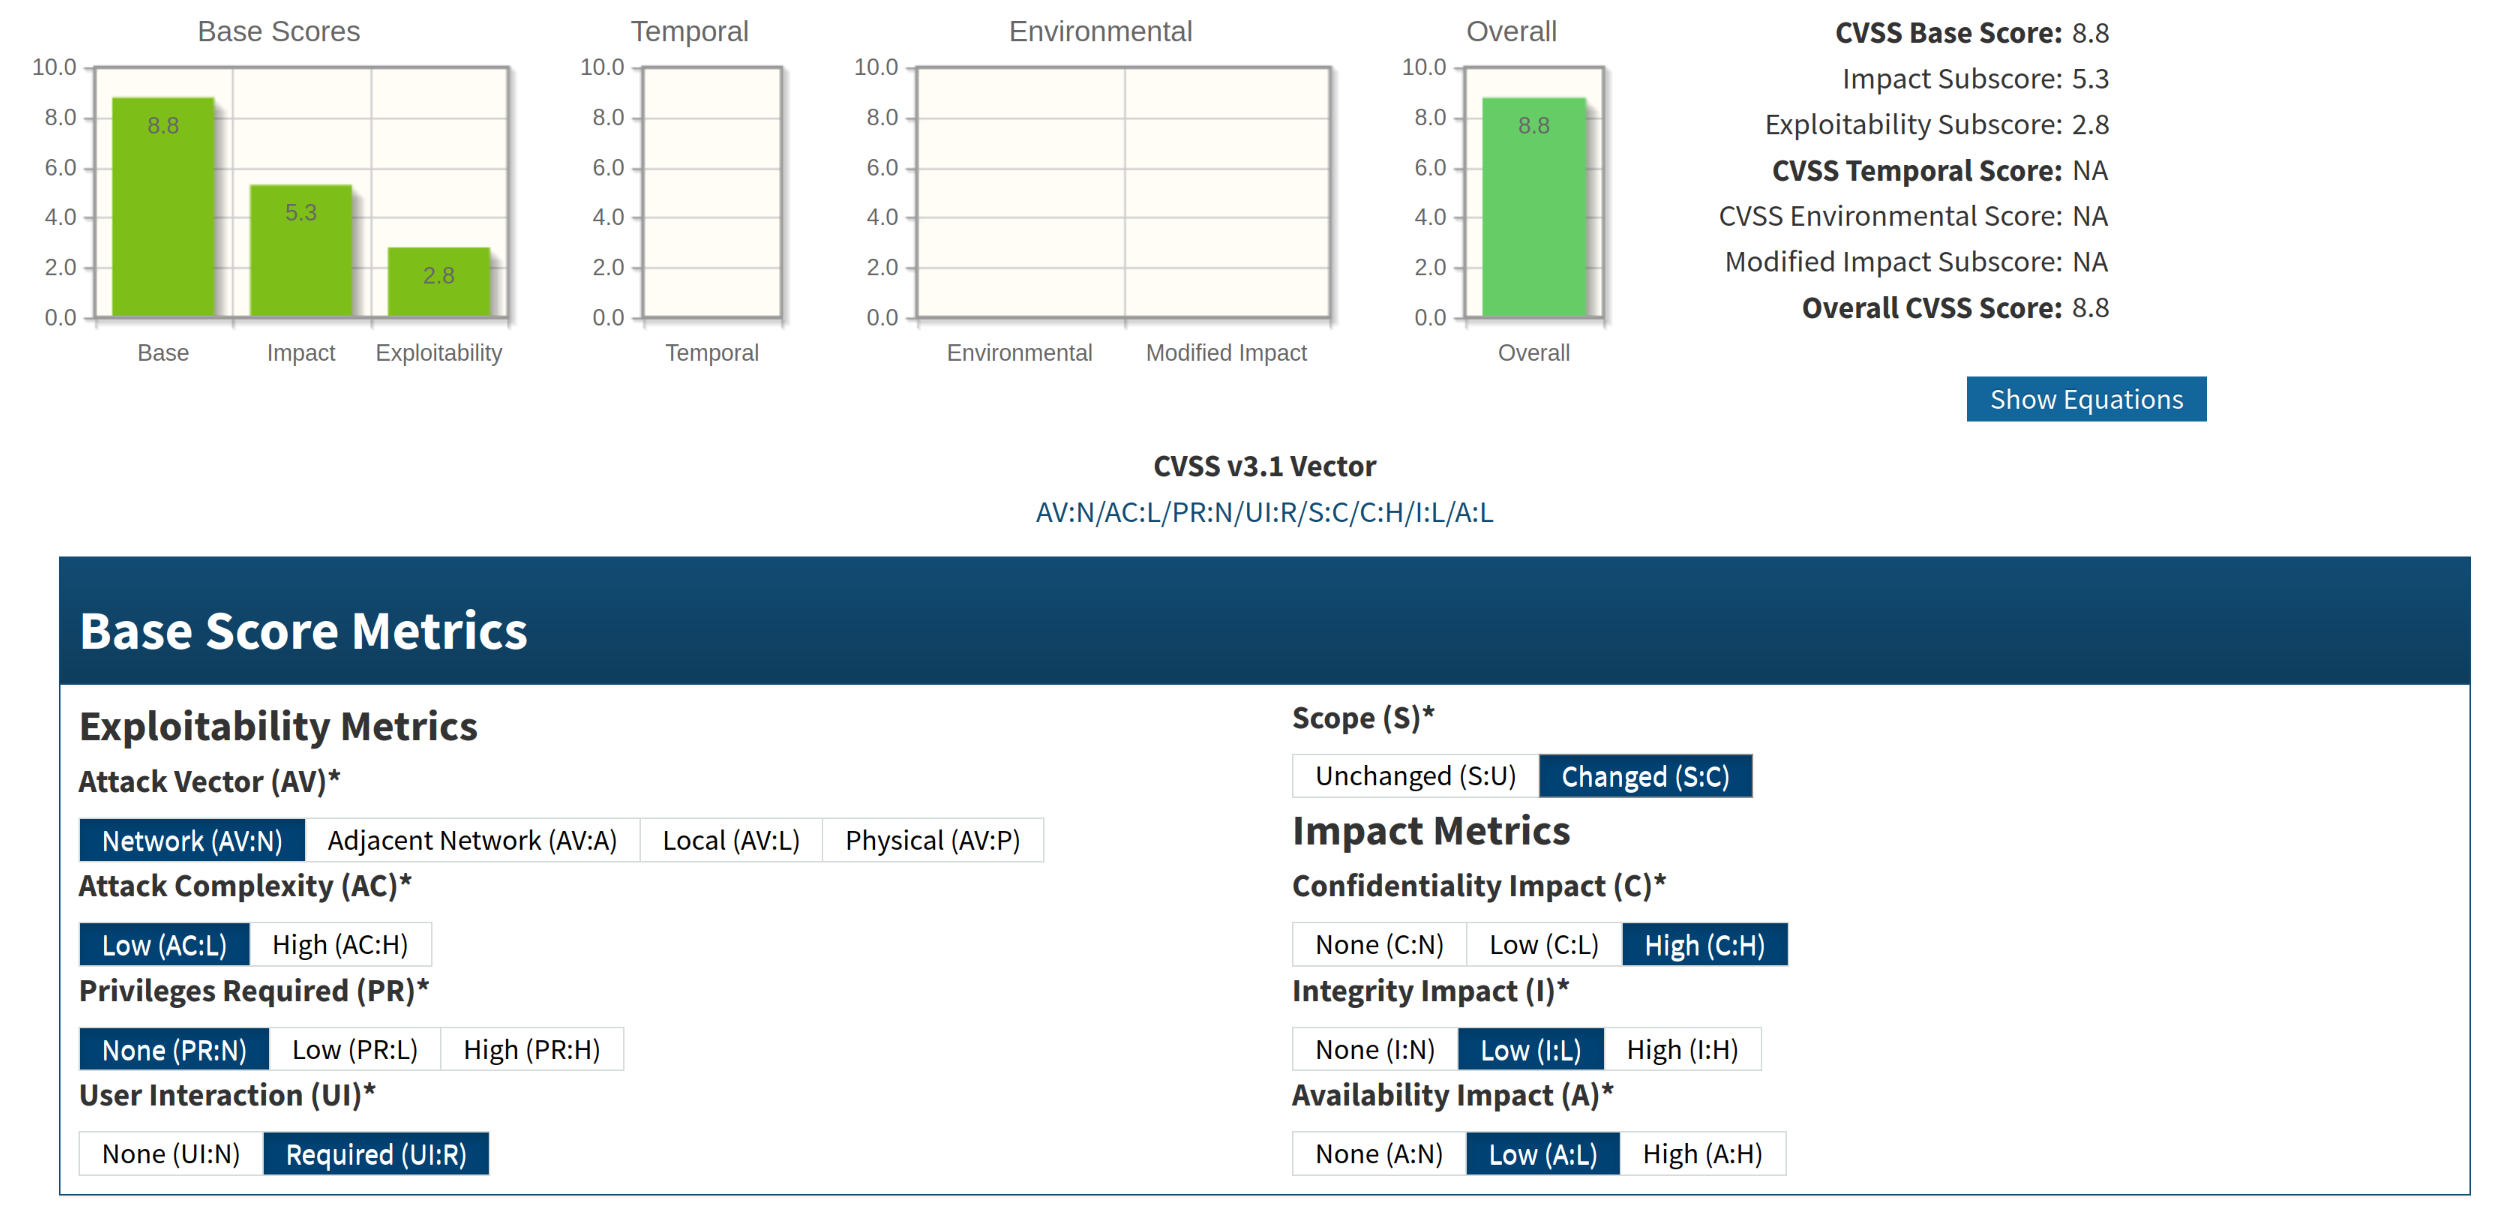 Base Scores
10.0
8.0
6.0
4.0
2.0
0.0
8.8
5.3
2.8
Base Impact Exploitability
Temporal
10.0
8.0
6.0
4.0
2.0
0.0
Temporal
Environmental
10.0
8.0
6.0
4.0
2.0
0.0
Environmental Modified Impact
Overall
10.0
8.0
6.0
4.0
2.0
0.0
8.8
Overall
CVSS Base Score: 8.8
Impact Subscore: 5.3
Exploitability Subscore: 2.8
CVSS Temporal Score: NA
CVSS Environmental Score: NA
Modified Impact Subscore: NA
Overall CVSS Score: 8.8
Show Equations
CVSS v3.1 Vector
AV:N/AC:L/PR:N/UI:R/S:C/C:H/I:L/A:L
Base Score Metrics
Exploitability Metrics
Attack Vector (AV)*
Network (AV:N) Adjacent Network (AV:A) Local (AV:L) Physical (AV:P)
Attack Complexity (AC)*
Low (AC:L) High (AC:H)
Privileges Required (PR)*
None (PR:N) Low (PR:L) High (PR:H)
User Interaction (UI)*
None (UI:N) Required (UI:R)
Scope (S)*
Unchanged (S:U) Changed (S:C)
Impact Metrics
Confidentiality Impact (C)*
None (C:N) Low (C:L) High (C:H)
Integrity Impact (I)*
None (I:N) Low (I:L) High (I:H)
Availability Impact (A)*
None (A:N) Low (A:L) High (A:H)